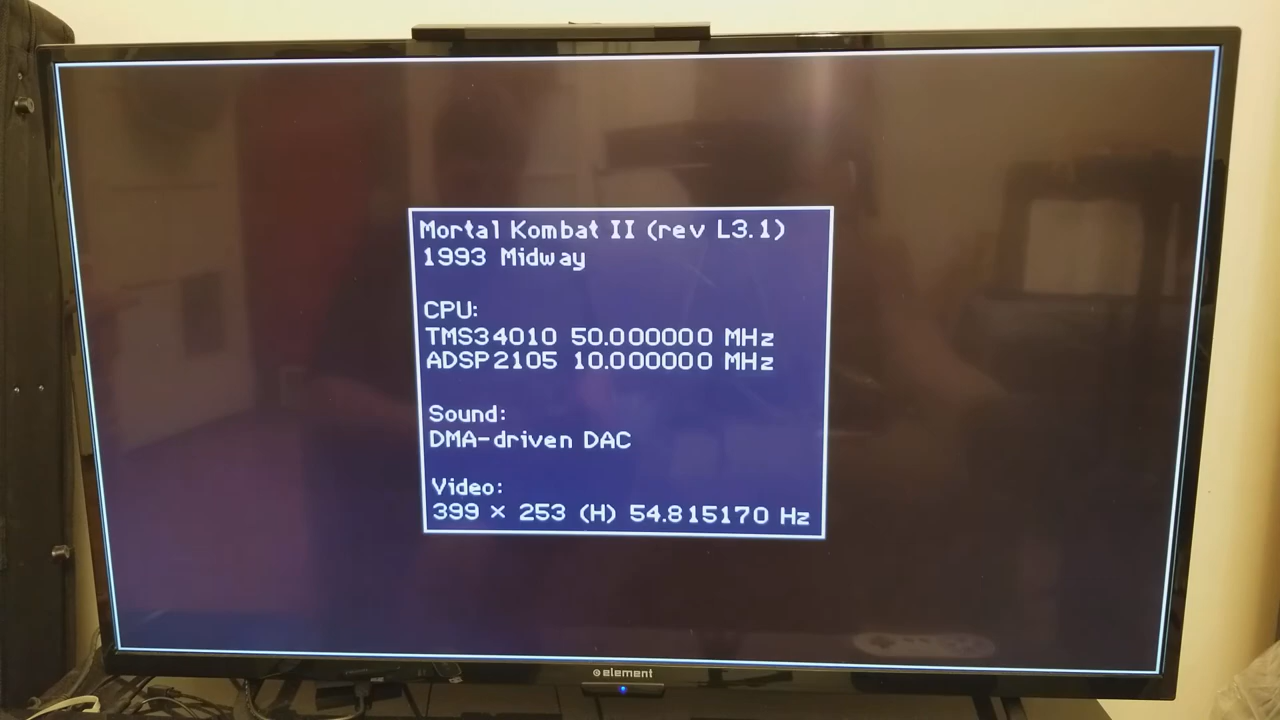 Mortal Kombat II (rev L3.1)
1993 Midway
CPU:
TMS34010 50.000000 MHz
ADSP2105 10.000000 MHz
Sound:
DMA-driven DAC
Video:
399 × 253 (H) 54.815170 Hz
element